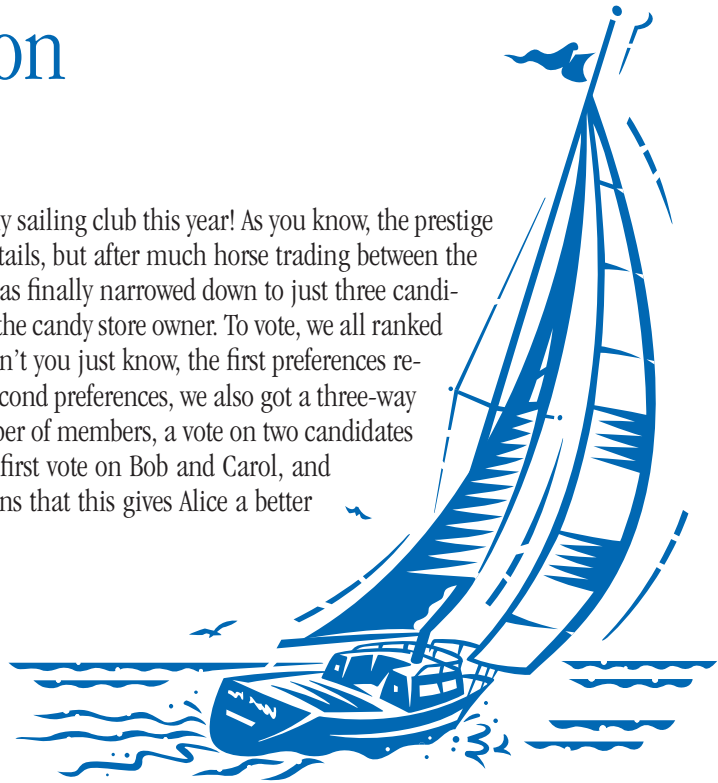 on
y sailing club this year! As you know, the prestige
tails, but after much horse trading between the
as finally narrowed down to just three candi-
the candy store owner. To vote, we all ranked
n’t you just know, the first preferences re-
cond preferences, we also got a three-way
ber of members, a vote on two candidates
first vote on Bob and Carol, and
ns that this gives Alice a better